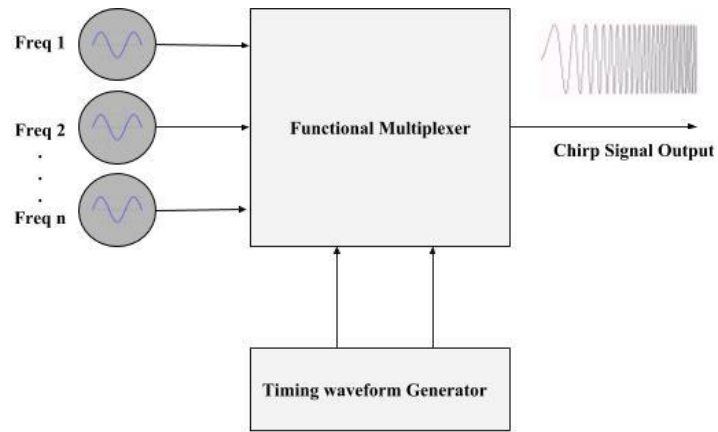 Freq 1
Freq 2
.
.
.
Freq n
Functional Multiplexer
Chirp Signal Output
Timing waveform Generator